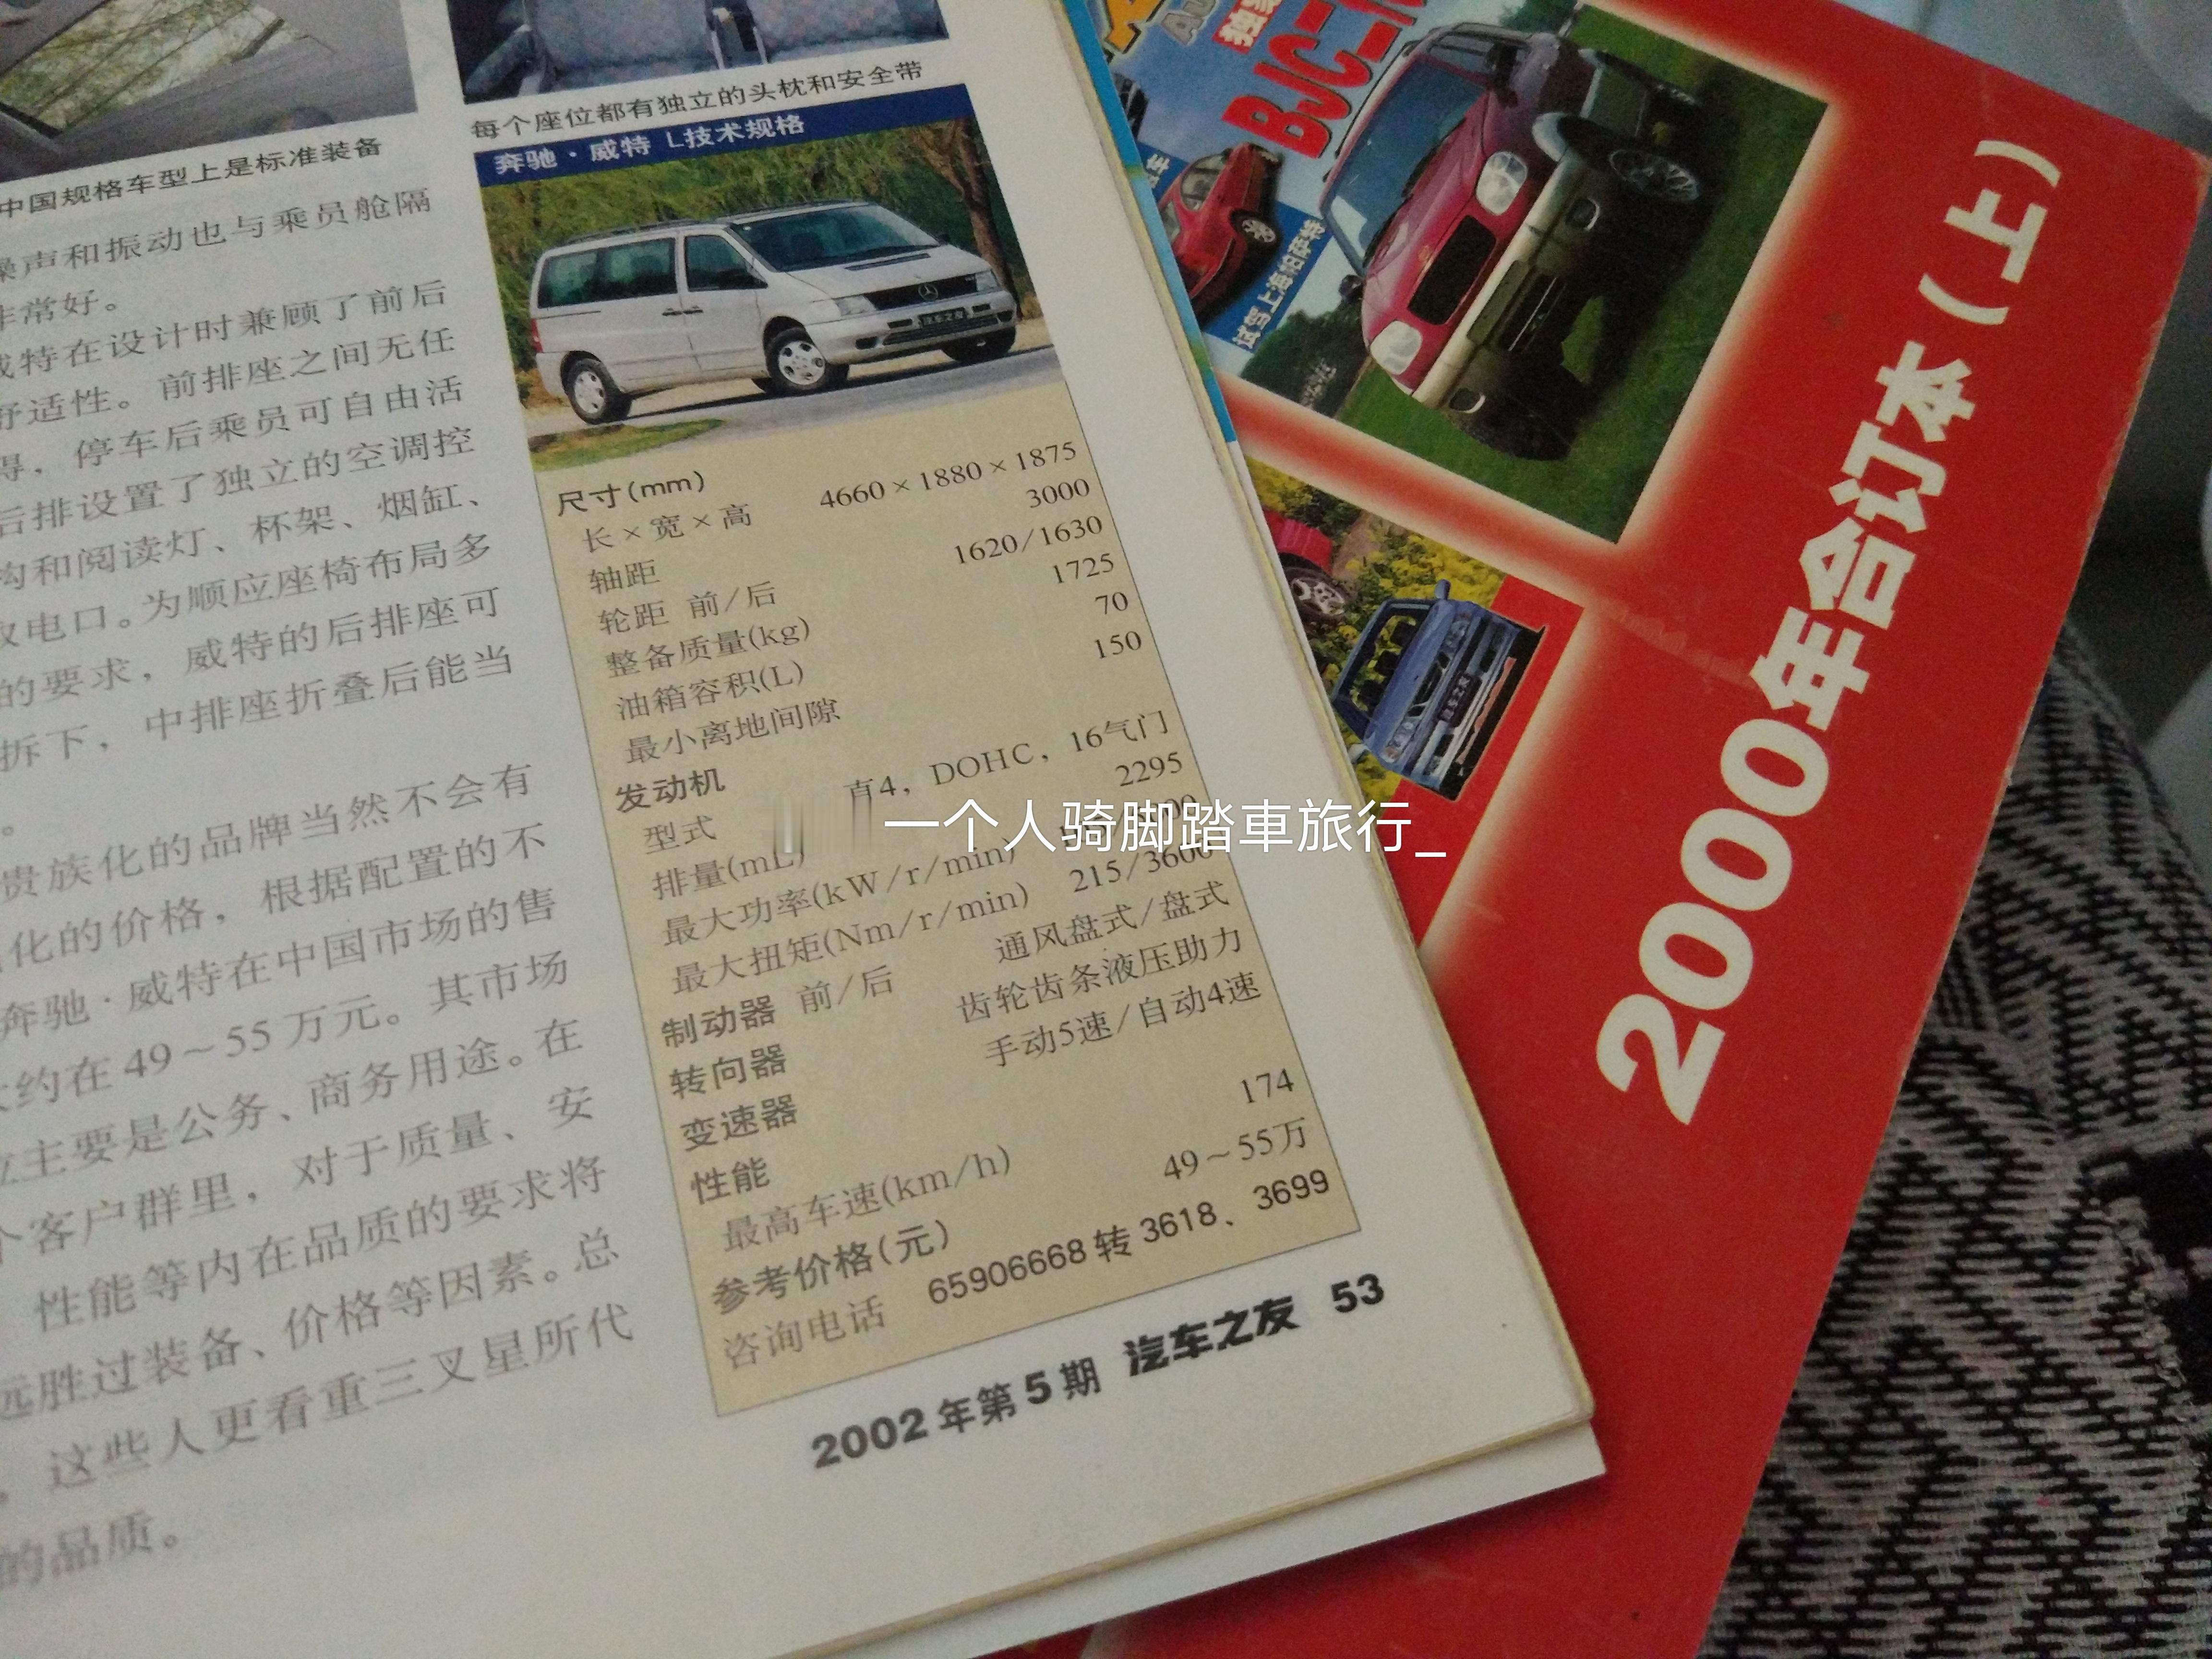 中国规格车型上是标准装备
噪声和振动也与乘员舱隔
非常好。
威特在设计时兼顾了前后
舒适性。前排座之间无任
得，停车后乘员可自由活
后排设置了独立的空调控
构和阅读灯、杯架、烟缸、
取电口。为顺应座椅布局多
的要求，威特的后排座可
拆下，中排座折叠后能当
。
贵族化的品牌当然不会有
化的价格，根据配置的不
奔驰·威特在中国市场的售
大约在49～55万元。其市场
位主要是公务、商务用途。在
个客户群里，对于质量、安
性能等内在品质的要求将
远胜过装备、价格等因素。总
，这些人更看重三叉星所代
的品质。
每个座位都有独立的头枕和安全带
奔驰·威特 L技术规格
汽车之友
尺寸(mm)
长×宽×高 4660×1880×1875
轴距 3000
轮距 前/后 1620/1630
整备质量(kg) 1725
油箱容积(L) 70
最小离地间隙 150
发动机
型式 直4，DOHC，16气门
排量(mL) 2295
最大功率(kW/r/min)
最大扭矩(Nm/r/min) 215/3600
制动器 前/后 通风盘式/盘式
转向器 齿轮齿条液压助力
变速器 手动5速/自动4速
性能
最高车速(km/h) 174
参考价格(元) 49～55万
咨询电话 65906668转3618、3699
2002年第5期 汽车之友 53
一个人骑脚踏車旅行_
BJC
试驾上海帕萨特
2000年合订本(上)